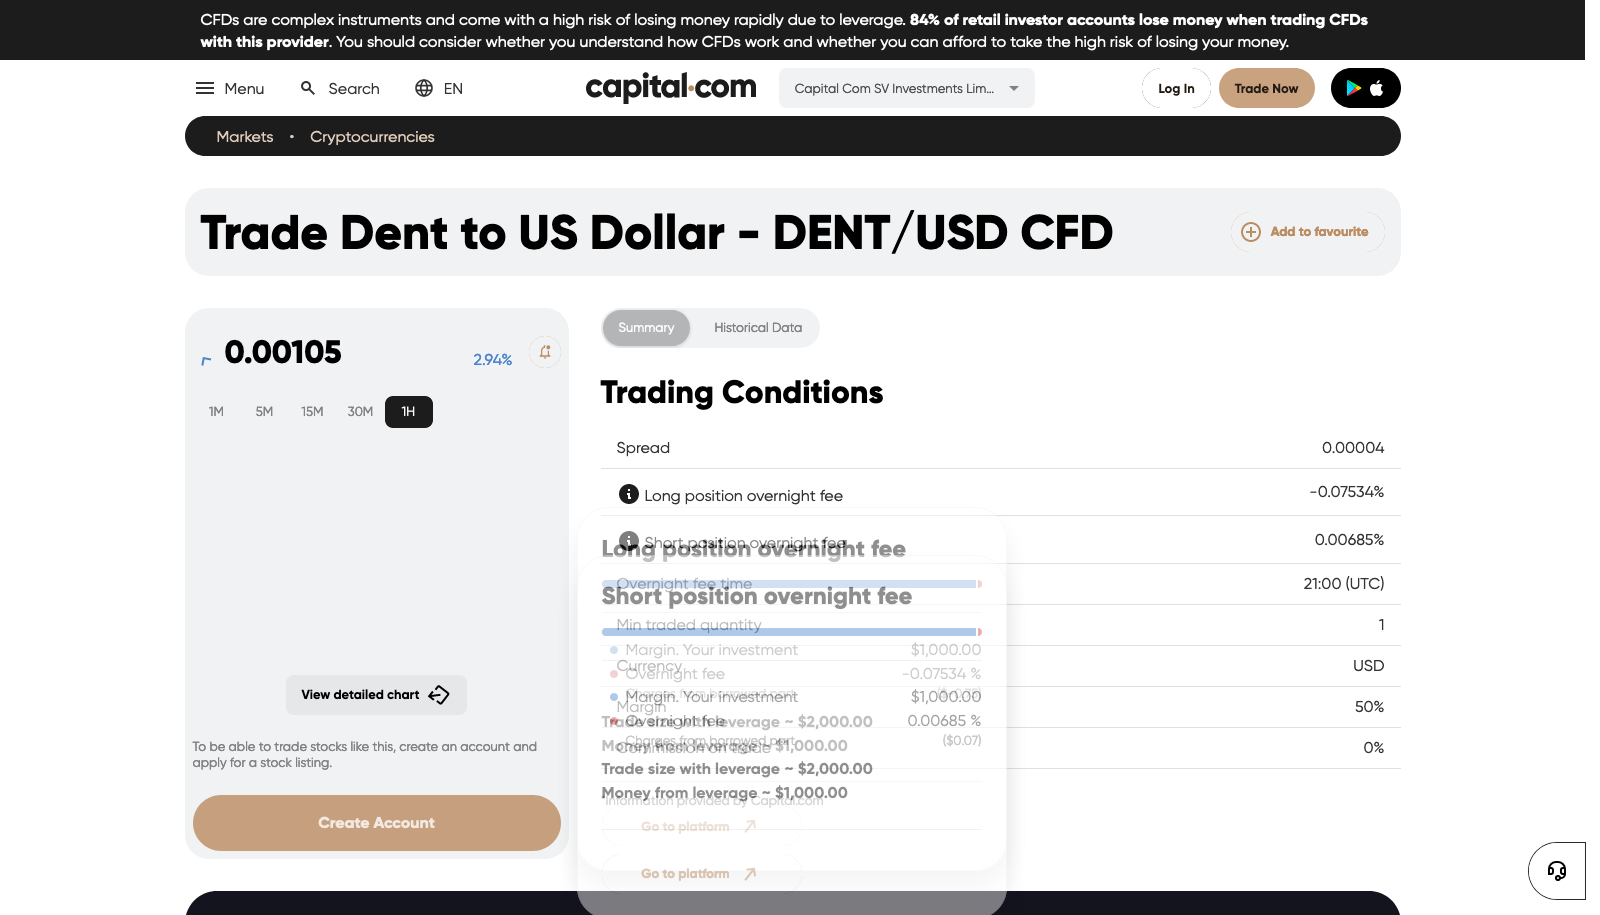 CFDs are complex instruments and come with a high risk of losing money rapidly due to leverage. 84% of retail investor accounts lose money when trading CFDs
with this provider. You should consider whether you understand how CFDs work and whether you can afford to take the high risk of losing your money.
Menu
Search
EN
capital.com
Capital Com SV Investments Lim...
Log In
Trade Now
Markets • Cryptocurrencies
Trade Dent to US Dollar - DENT/USD CFD
Add to favourite
0.00105
2.94%
1M 5M 15M 30M 1H
View detailed chart
To be able to trade stocks like this, create an account and
apply for a stock listing.
Create Account
Summary
Historical Data
Trading Conditions
Spread 0.00004
Long position overnight fee -0.07534%
Short position overnight fee 0.00685%
Overnight fee time 21:00 (UTC)
Min traded quantity 1
Currency USD
Margin 50%
Commission on trade 0%
Long position overnight fee
Margin. Your investment $1,000.00
Overnight fee -0.07534 %
Charges from borrowed part
Trade size with leverage ~ $2,000.00
Money from leverage ~ $1,000.00
Go to platform
Short position overnight fee
Margin. Your investment $1,000.00
Overnight fee 0.00685 %
Charges from borrowed part ($0.07)
Trade size with leverage ~ $2,000.00
Money from leverage ~ $1,000.00
Go to platform
*Information provided by Capital.com